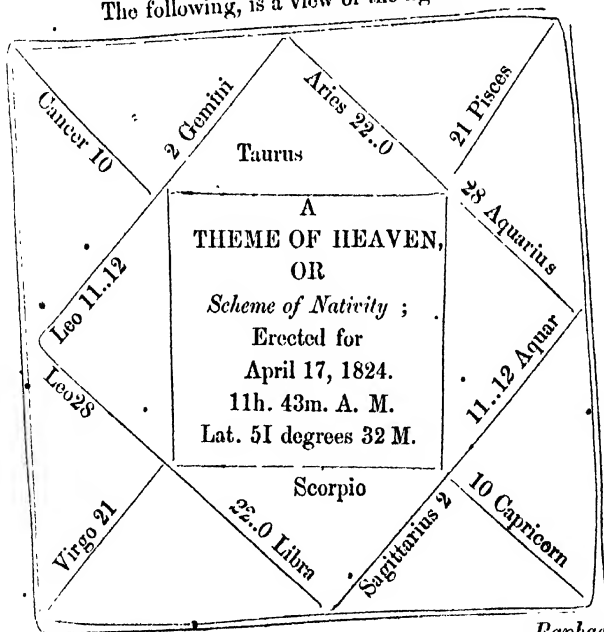 The following, is a view of the
Cancer 10
2 Gemini
Taurus
Aries 22..0
21 Pisces
28 Aquarius
Leo 11..12
A
THEME OF HEAVEN,
OR
Scheme of Nativity ;
Erected for
April 17, 1824.
11h. 43m. A. M.
Lat. 5I degrees 32 M.
11..12 Aquar
Leo28
Scorpio
Virgo 21
22..0 Libra
Sagittarius 2
10 Capricorn